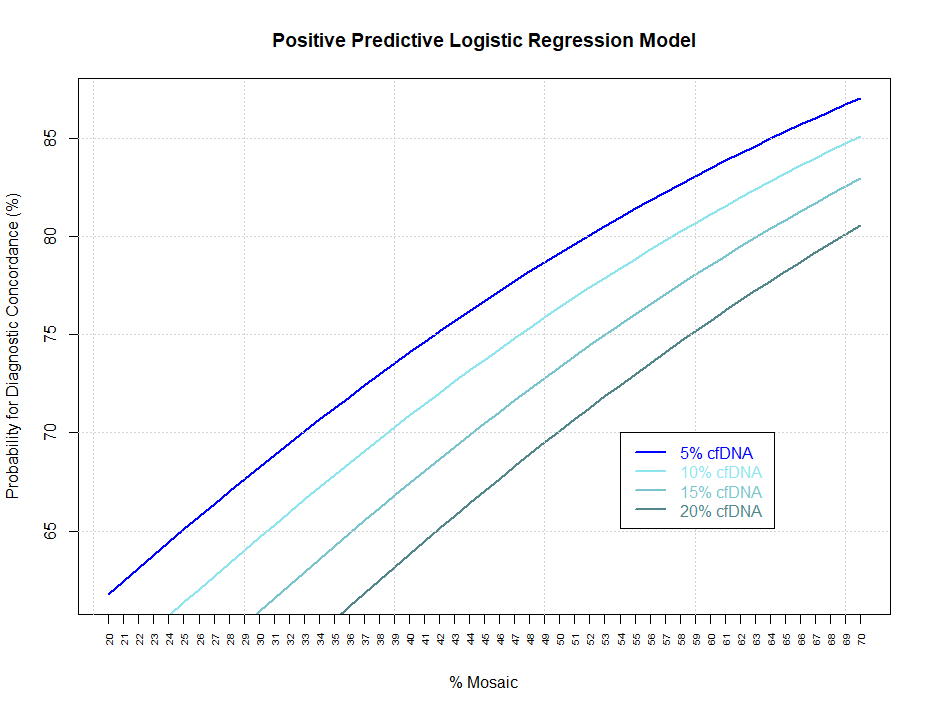 Positive Predictive Logistic Regression Model
Probability for Diagnostic Concordance (%)
85
80
75
70
65
5% cfDNA
10% cfDNA
15% cfDNA
20% cfDNA
20 21 22 23 24 25 26 27 28 29 30 31 32 33 34 35 36 37 38 39 40 41 42 43 44 45 46 47 48 49 50 51 52 53 54 55 56 57 58 59 60 61 62 63 64 65 66 67 68 69 70
% Mosaic